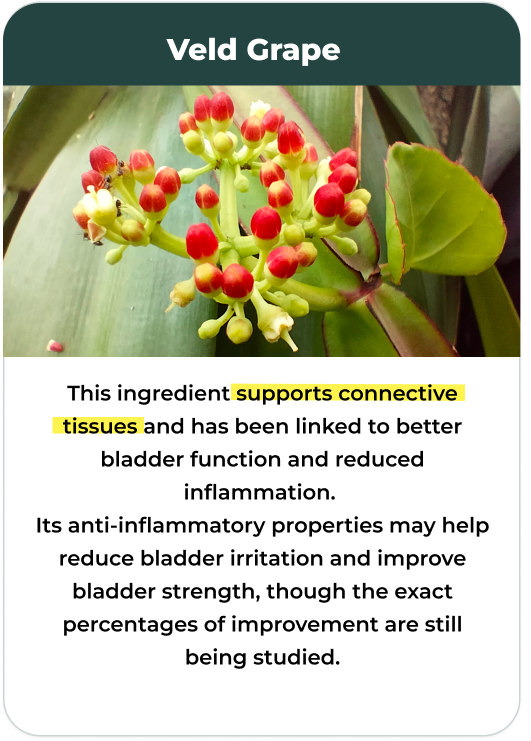 Veld Grape
This ingredient supports connective
tissues and has been linked to better
bladder function and reduced
inflammation.
Its anti-inflammatory properties may help
reduce bladder irritation and improve
bladder strength, though the exact
percentages of improvement are still
being studied.